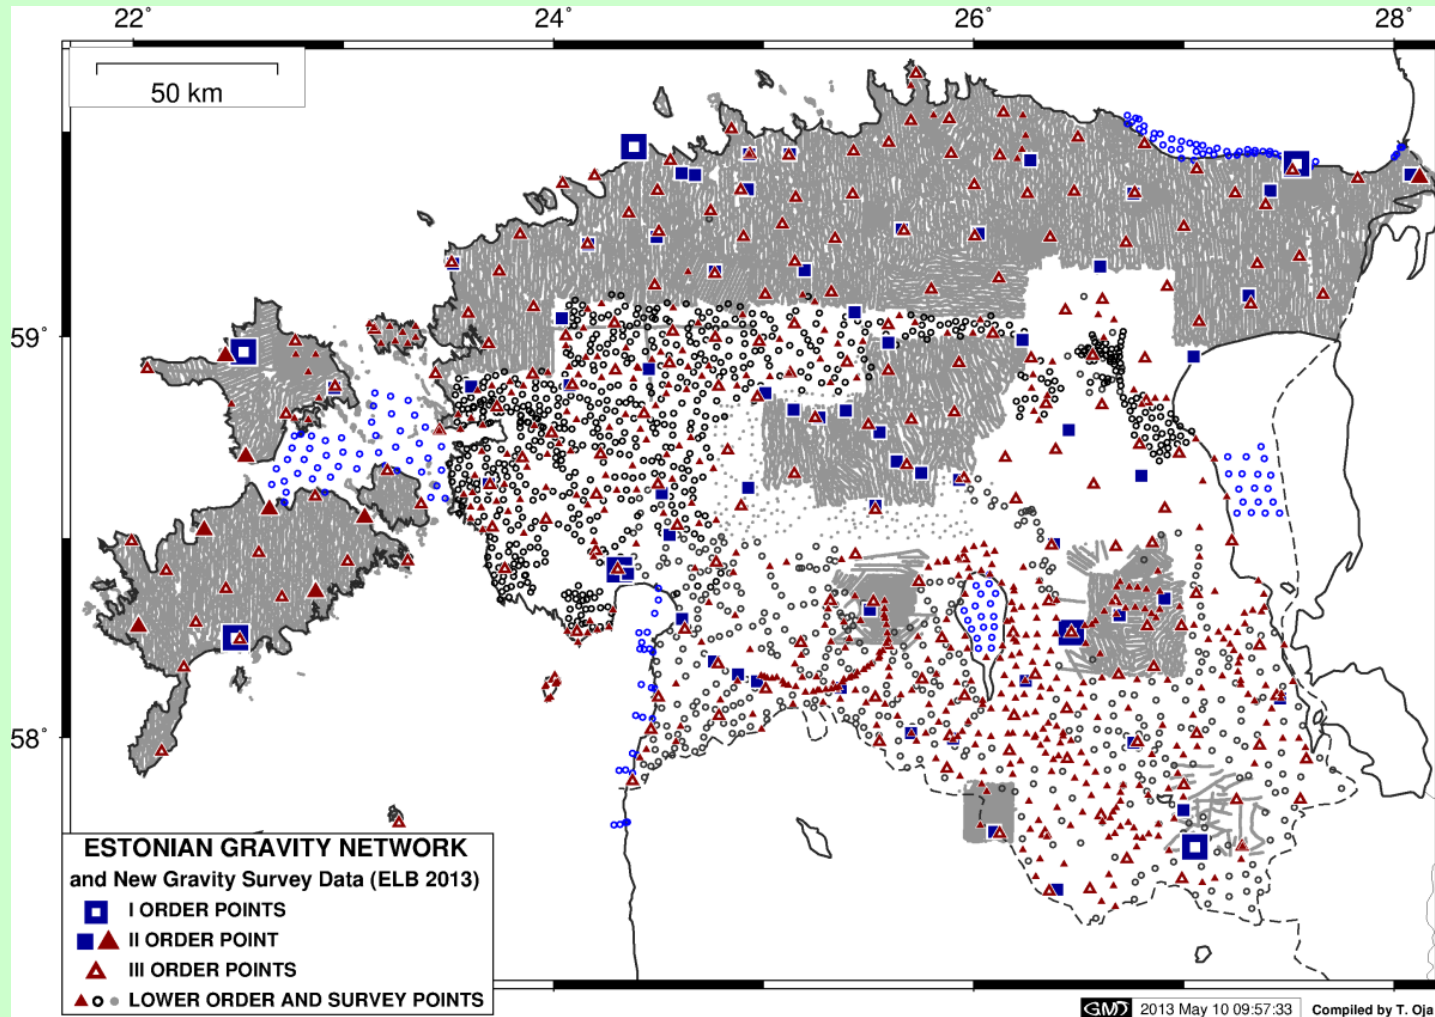 22° 24° 26° 28°
50 km
59°
58°
ESTONIAN GRAVITY NETWORK
and New Gravity Survey Data (ELB 2013)
I ORDER POINTS
II ORDER POINT
III ORDER POINTS
LOWER ORDER AND SURVEY POINTS
GMT 2013 May 10 09:57:33 Compiled by T. Oja